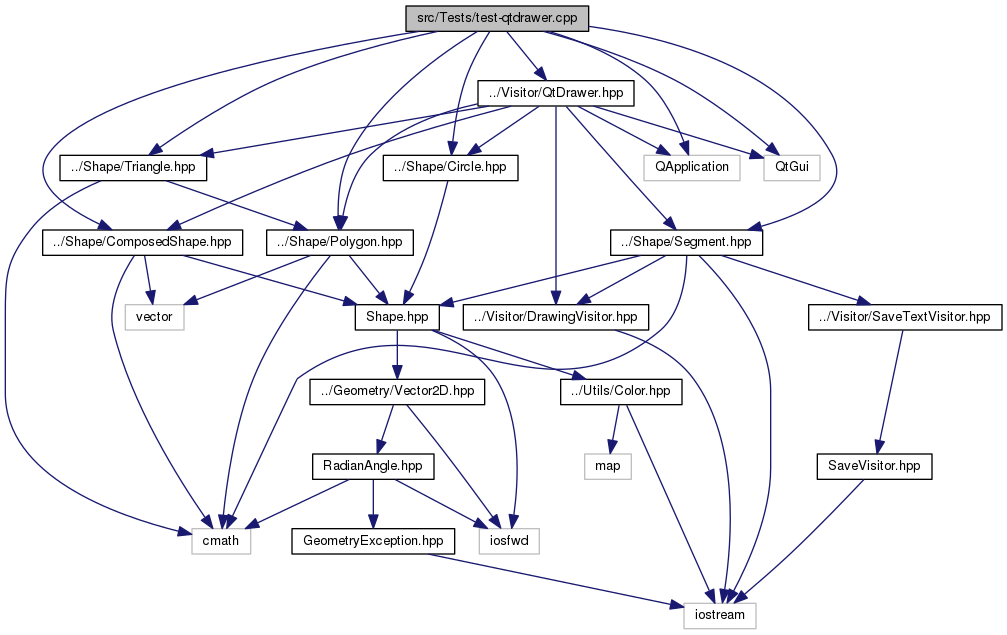 src/Tests/test-qtdrawer.cpp
../Visitor/QtDrawer.hpp
../Shape/Triangle.hpp
../Shape/Circle.hpp
QApplication
QtGui
../Shape/ComposedShape.hpp
../Shape/Polygon.hpp
../Shape/Segment.hpp
vector
Shape.hpp
../Visitor/DrawingVisitor.hpp
../Visitor/SaveTextVisitor.hpp
../Geometry/Vector2D.hpp
../Utils/Color.hpp
RadianAngle.hpp
map
SaveVisitor.hpp
cmath
GeometryException.hpp
iosfwd
iostream